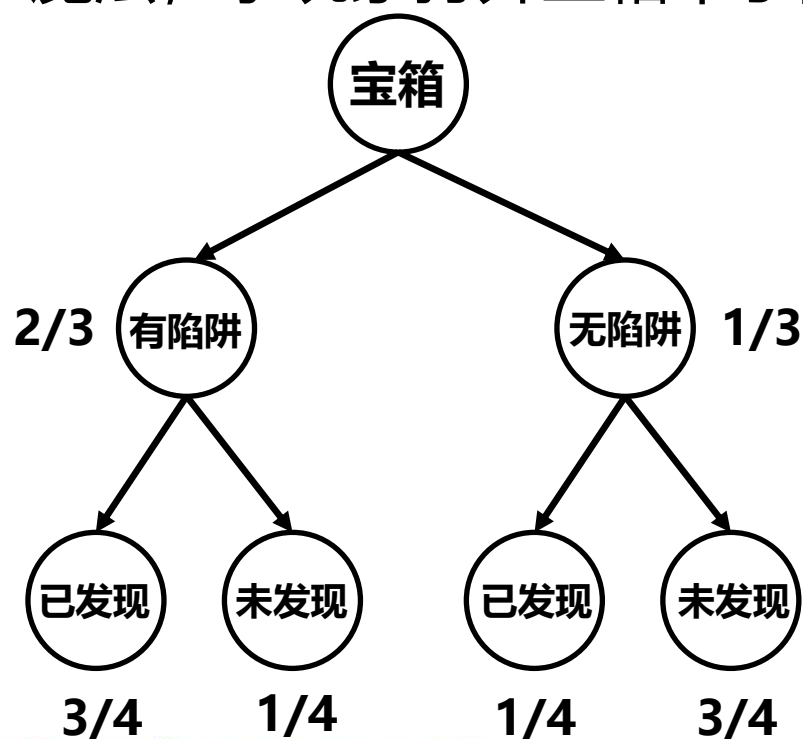 宝箱
2/3 有陷阱 无陷阱 1/3
已发现 未发现 已发现 未发现
3/4 1/4 1/4 3/4